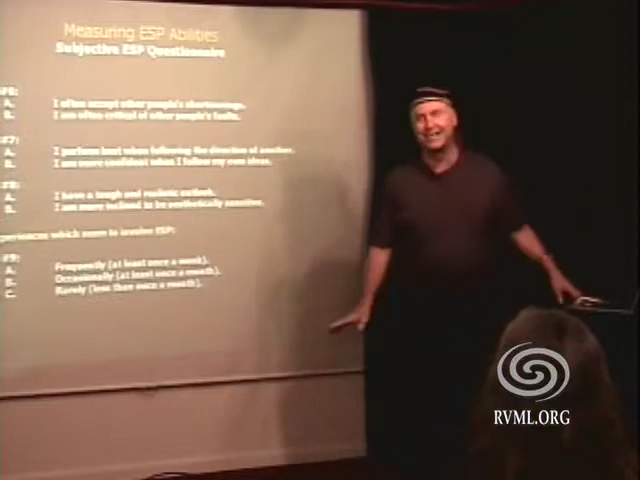 Measuring ESP Abilities
Subjective ESP Questionnaire
#6:
A. I often accept other people's shortcomings.
B. I am often critical of other people's faults.
#7:
A. I perform best when following the direction of another.
B. I am more confident when I follow my own ideas.
#8:
A. I have a tough and realistic outlook.
B. I am more inclined to be aesthetically sensitive.
periences which seem to involve ESP:
#9:
A. Frequently (at least once a week).
B. Occasionally (at least once a month).
C. Rarely (less than once a month).
RVML.ORG